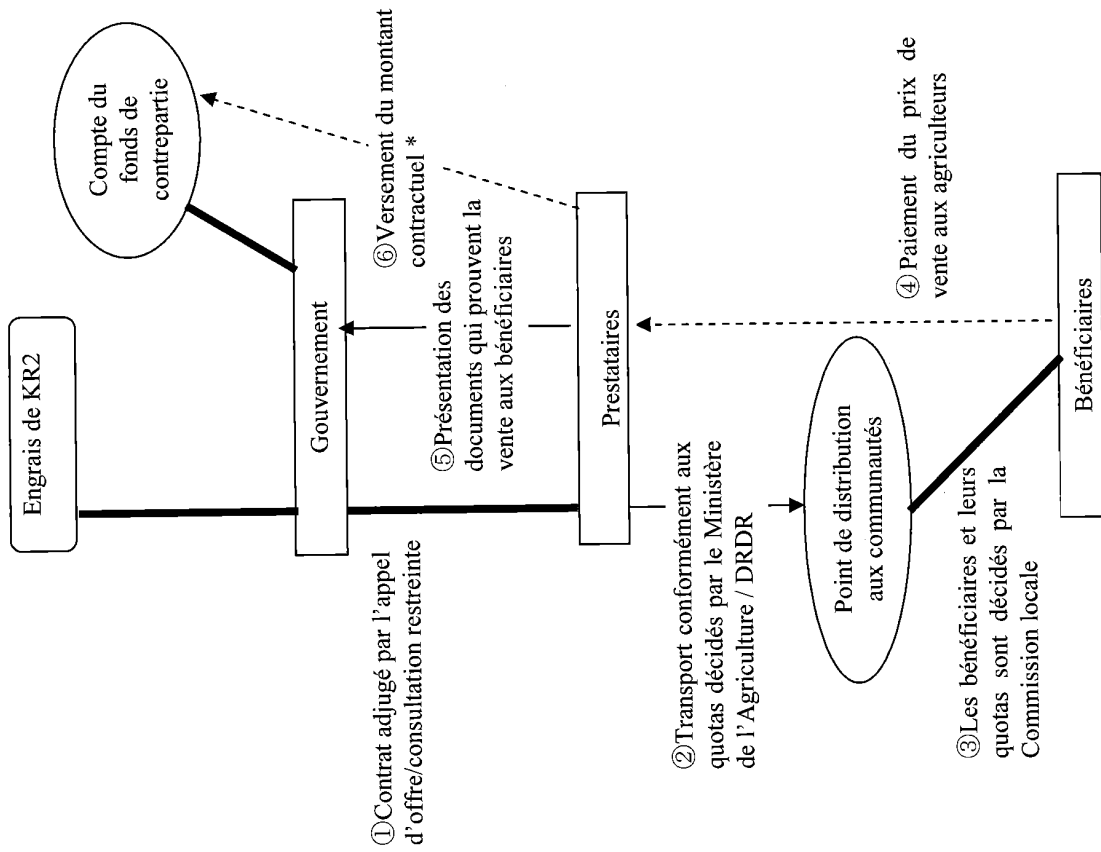 Engrais de KR2
Compte du
fonds de
contrepartie
Gouvernement
①Contrat adjugé par l’appel
d’offre/consultation restreinte
⑤Présentation des
documents qui prouvent la
vente aux bénéficiaires
⑥Versement du montant
contractuel *
Prestataires
②Transport conformément aux
quotas décidés par le Ministère
de l’Agriculture / DRDR
Point de distribution
aux communautés
④ Paiement du prix de
vente aux agriculteurs
③Les bénéficiaires et leurs
quotas sont décidés par la
Commission locale
Bénéficiaires